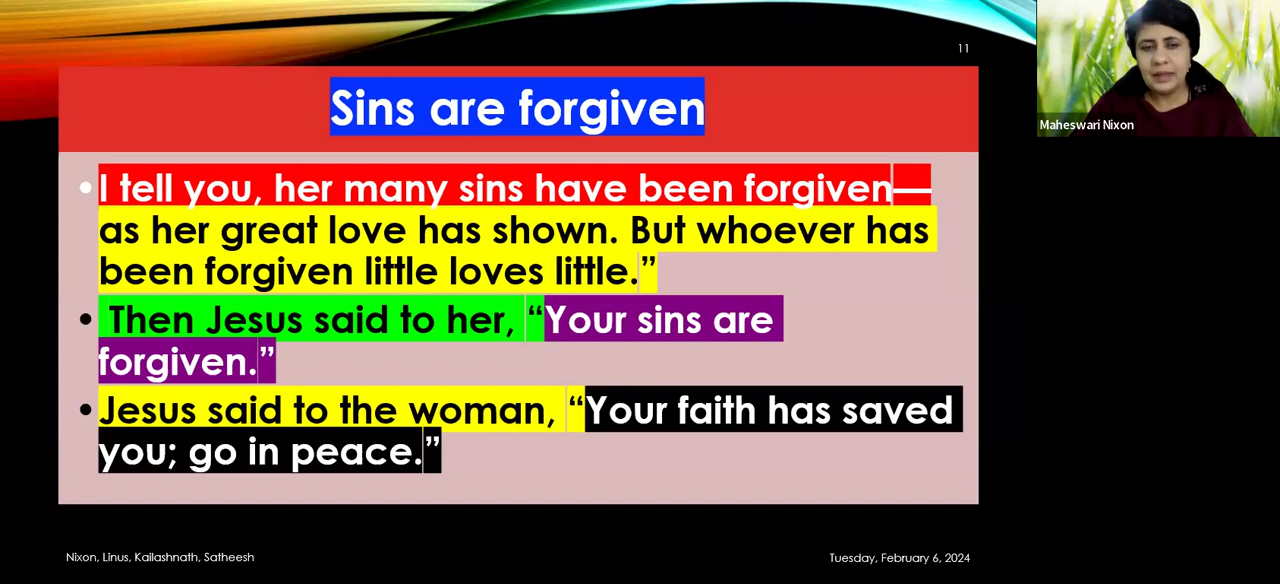 11
Maheswari Nixon
Sins are forgiven
•I tell you, her many sins have been forgiven—
as her great love has shown. But whoever has
been forgiven little loves little.”
• Then Jesus said to her, “Your sins are
forgiven.”
•Jesus said to the woman, “Your faith has saved
you; go in peace.”
Nixon, Linus, Kailashnath, Satheesh
Tuesday, February 6, 2024